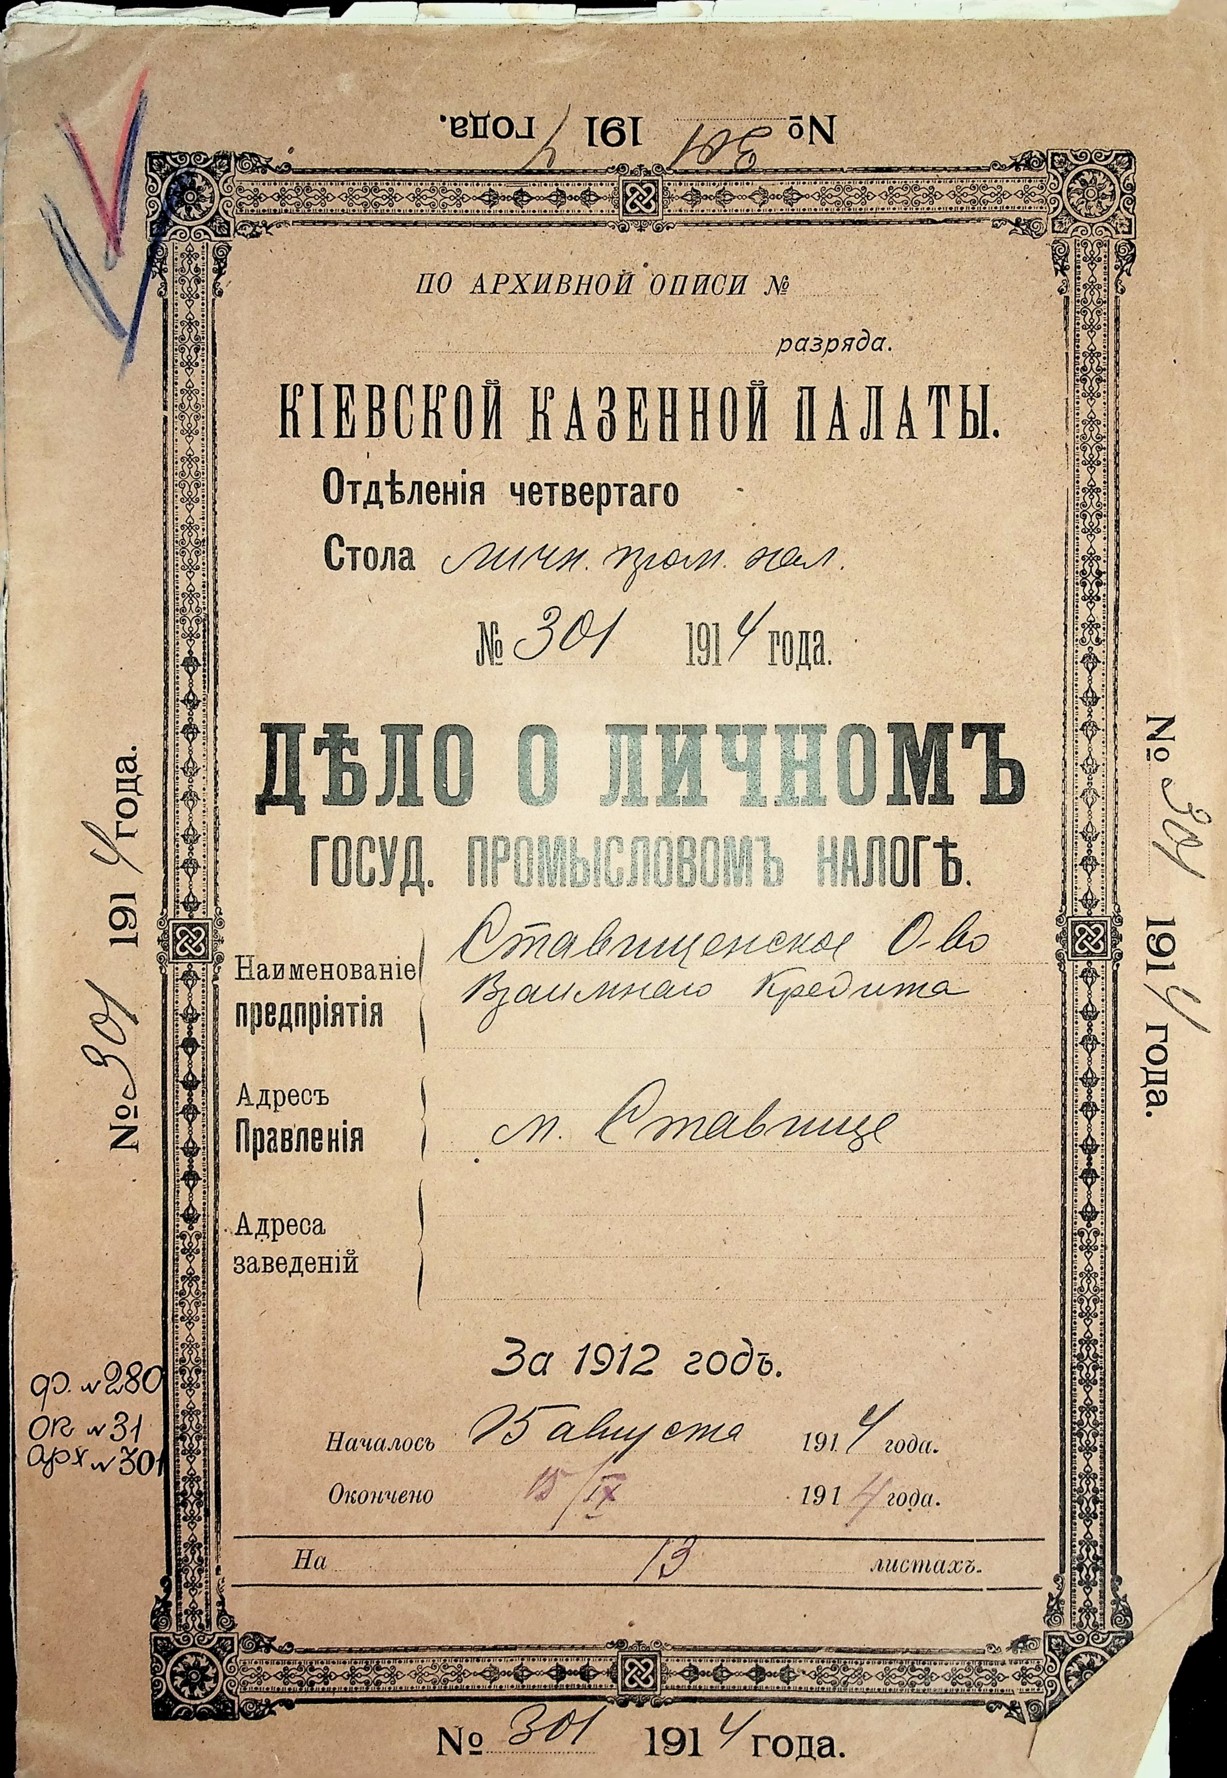 № 301 1914 года.
ПО АРХИВНОЙ ОПИСИ №
разряда.
КІЕВСКОЙ КАЗЕННОЙ ПАЛАТЫ.
Отдѣленія четвертаго
Стола личн. пром. нал.
№ 301 1914 года.
ДѢЛО О ЛИЧНОМЪ
ГОСУД. ПРОМЫСЛОВОМЪ НАЛОГѢ.
Наименованіе предпріятія
Ставищенское О-во
Взаимнаго Кредита
Адресъ Правленія
м. Ставище
Адреса
заведеній
За 1912 годъ.
Началось 15 августа 1914 года.
Окончено 15/IX 1914 года.
На 13 листахъ.
№ 301 1914 года.
№ 301 1914 года.
№ 301 1914 года.
ф. № 280
оп № 31
арх № 301